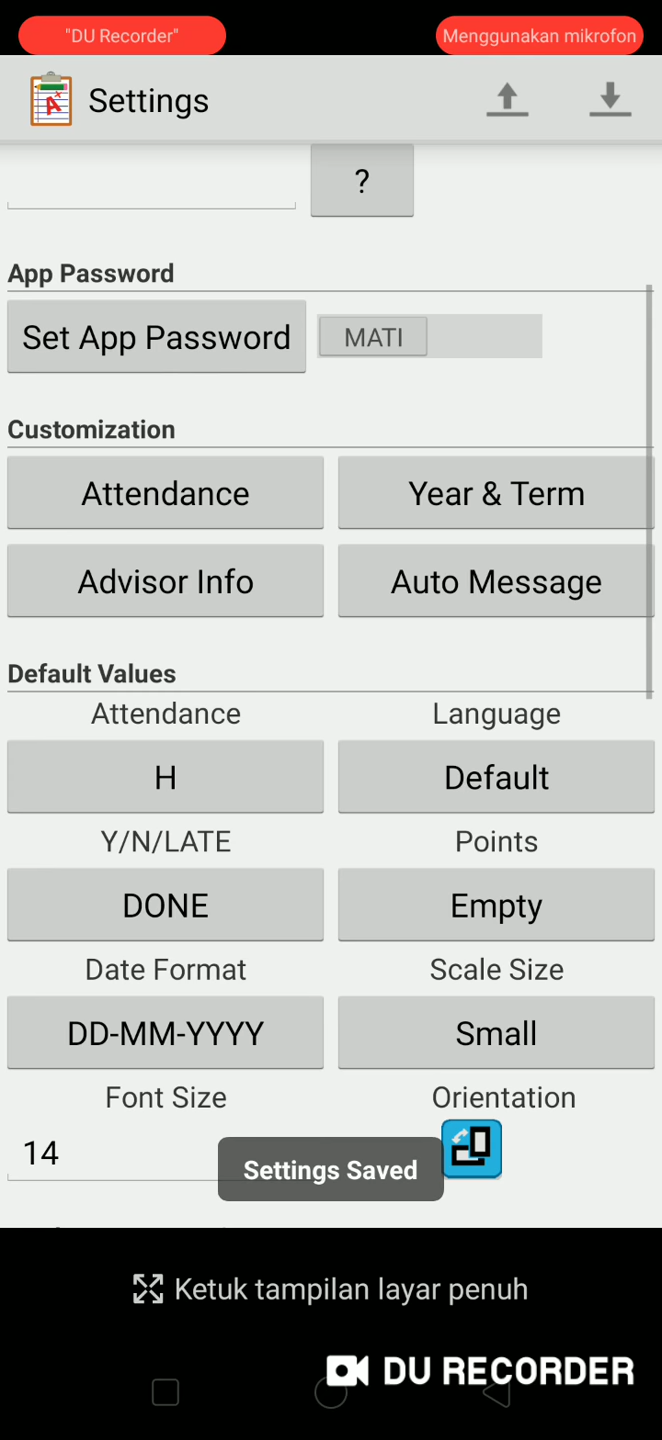 "DU Recorder" Menggunakan mikrofon
Settings
?
App Password
Set App Password MATI
Customization
Attendance Year & Term
Advisor Info Auto Message
Default Values
Attendance Language
H Default
Y/N/LATE Points
DONE Empty
Date Format Scale Size
DD-MM-YYYY Small
Font Size Orientation
14
Settings Saved
Ketuk tampilan layar penuh
DU RECORDER